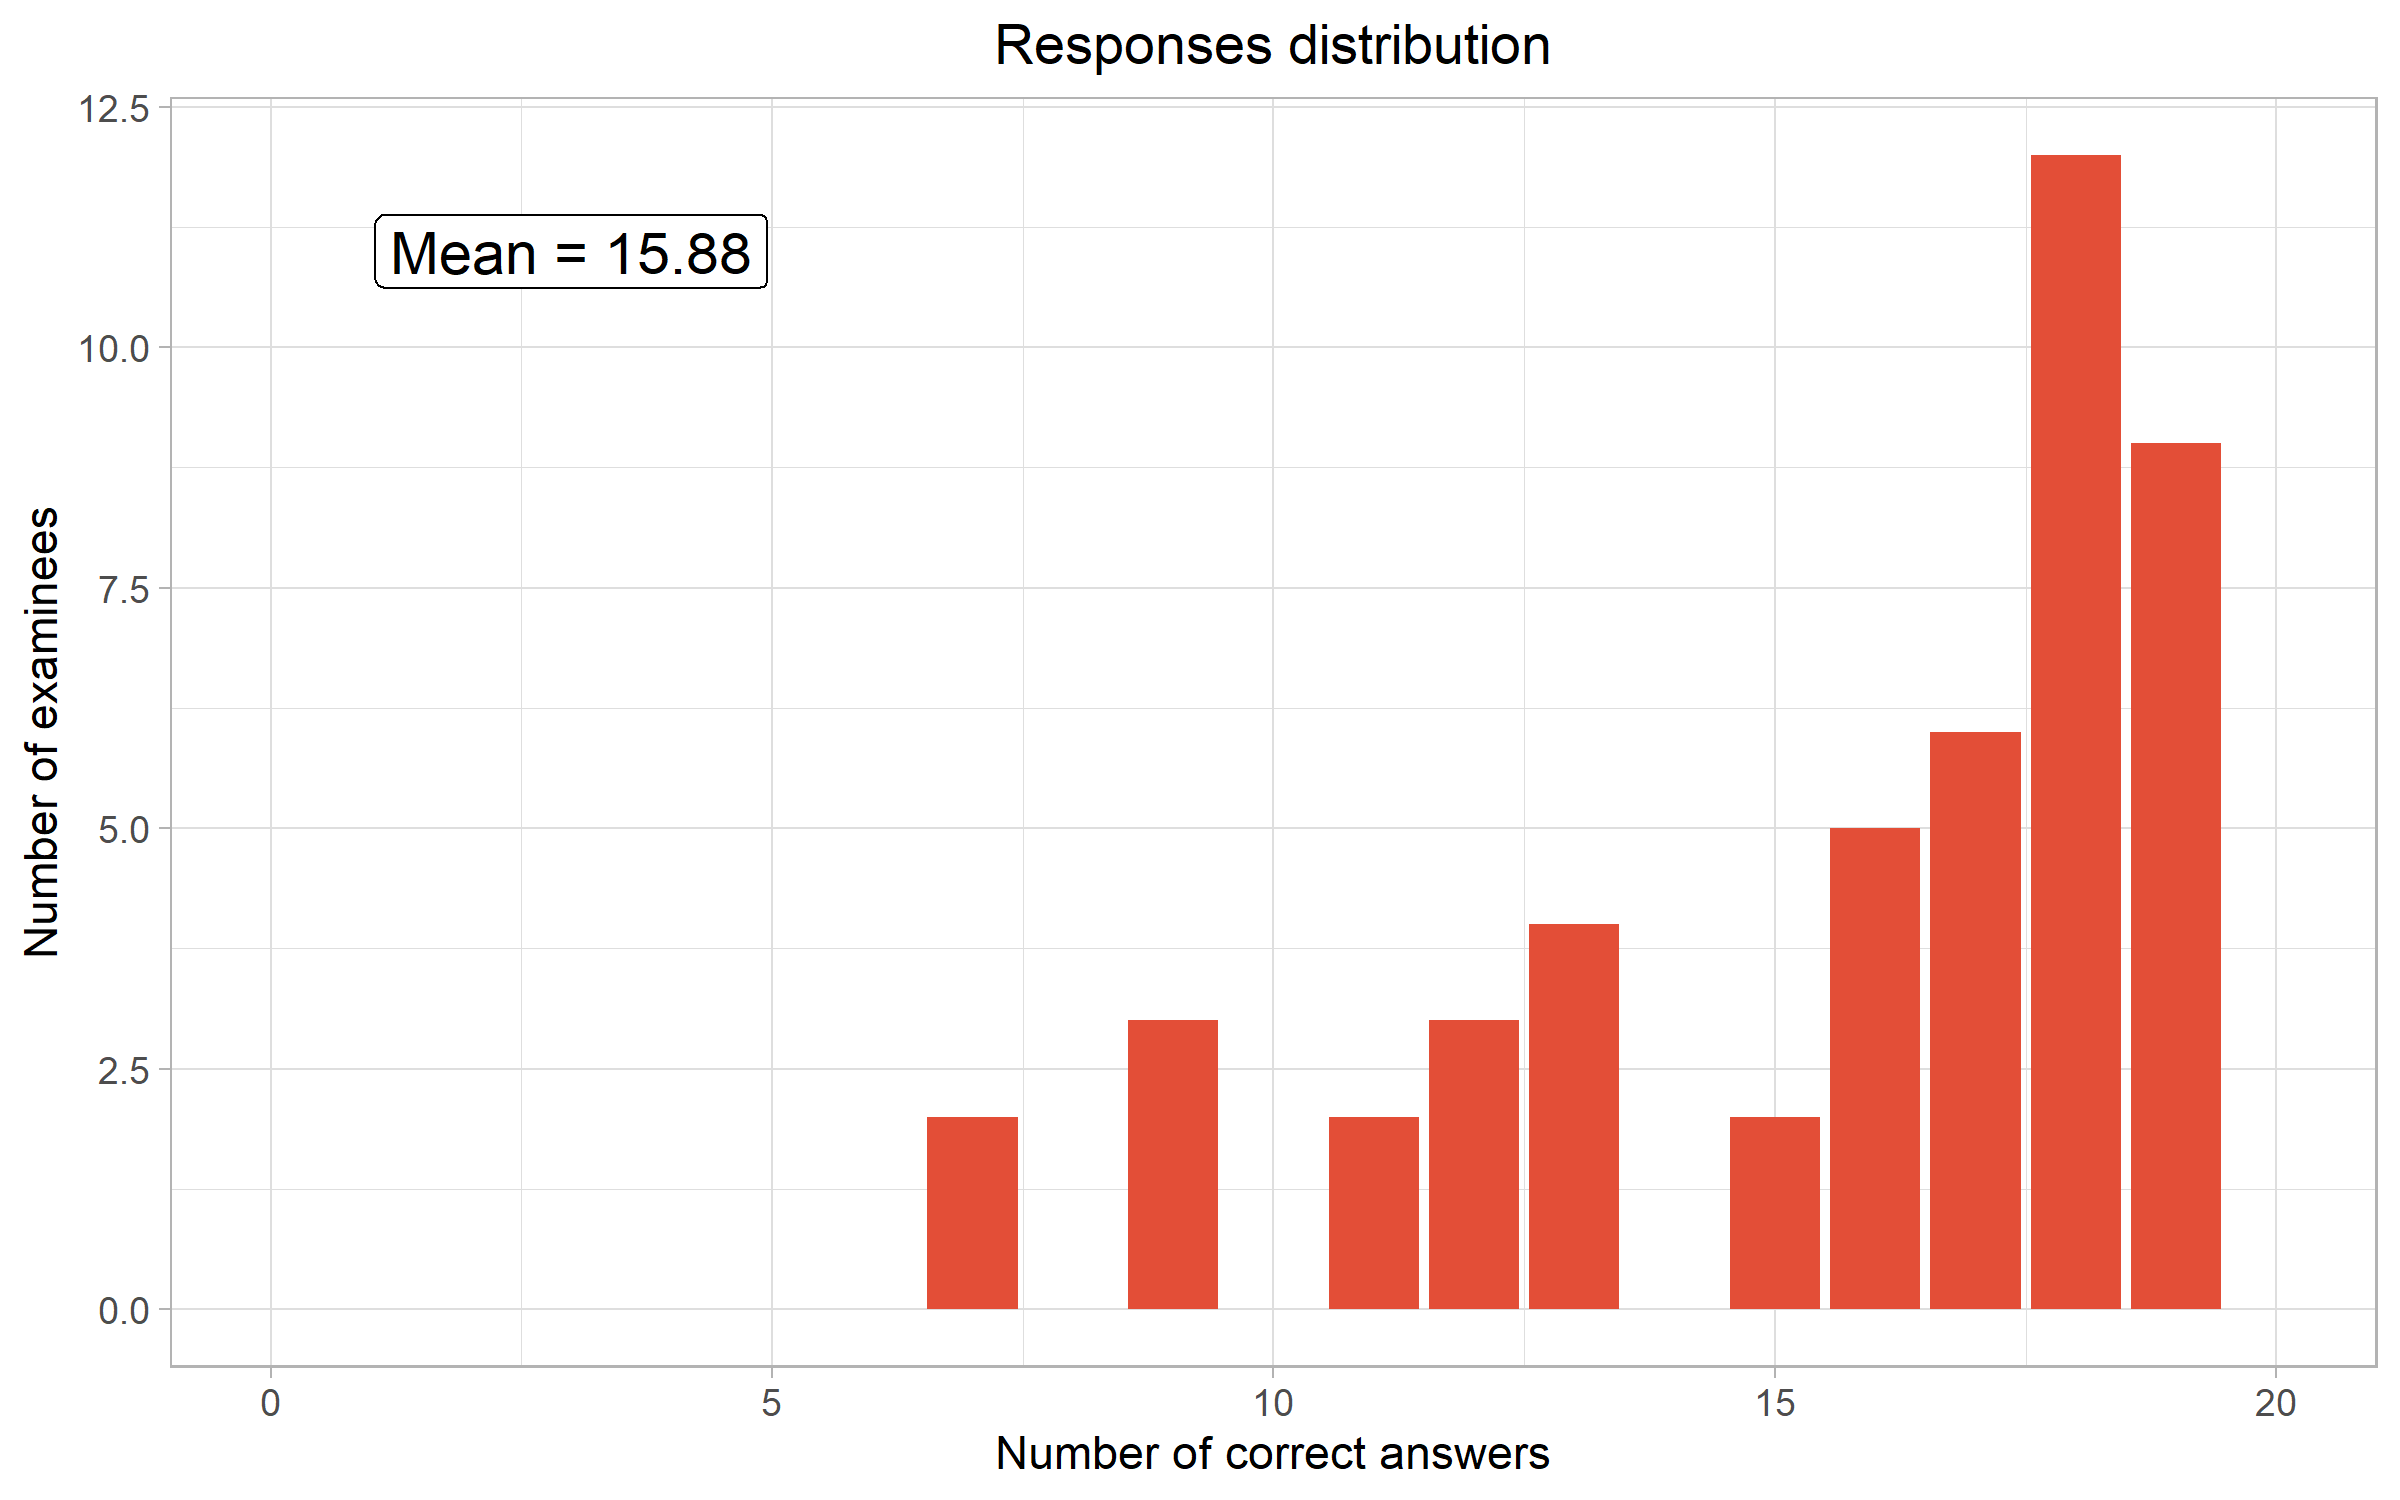 Responses distribution
12.5
10.0
7.5
5.0
2.5
0.0
Mean = 15.88
Number of examinees
0 5 10 15 20
Number of correct answers